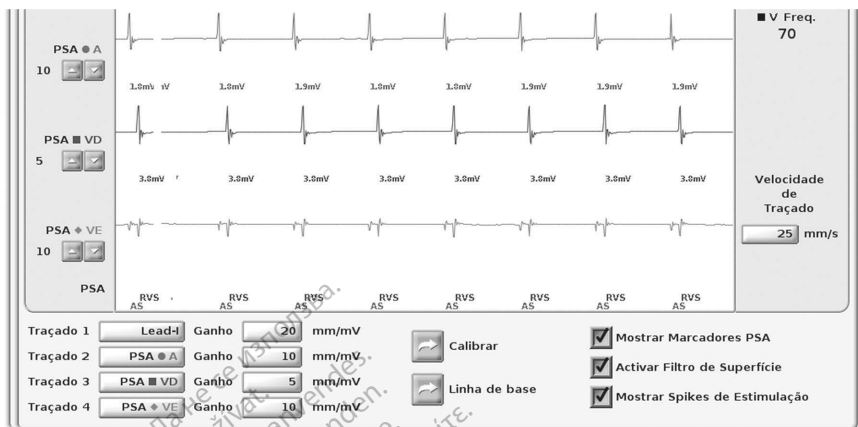 V Freq.
70
PSA A
10
1.8mV 1.8mV 1.9mV 1.8mV 1.8mV 1.9mV 1.9mV
PSA VD
5
3.8mV 3.8mV 3.8mV 3.8mV 3.8mV 3.8mV 3.8mV 3.8mV
Velocidade
de
Traçado
25 mm/s
PSA VE
10
PSA
RVS RVS RVS RVS RVS RVS RVS RVS
AS AS AS AS AS AS AS AS
Traçado 1 Lead-I Ganho 20 mm/mV
Traçado 2 PSA A Ganho 10 mm/mV
Traçado 3 PSA VD Ganho 5 mm/mV
Traçado 4 PSA VE Ganho 10 mm/mV
Calibrar
Linha de base
Mostrar Marcadores PSA
Activar Filtro de Superfície
Mostrar Spikes de Estimulação
Да не се използва.